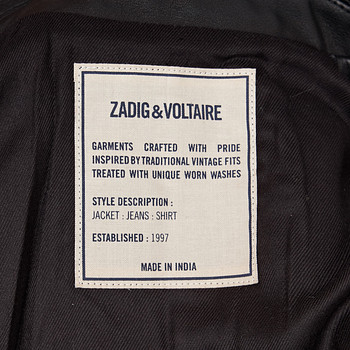 ZADIG & VOLTAIRE
GARMENTS CRAFTED WITH PRIDE
INSPIRED BY TRADITIONAL VINTAGE FITS
TREATED WITH UNIQUE WORN WASHES
STYLE DESCRIPTION :
JACKET : JEANS : SHIRT
ESTABLISHED : 1997
MADE IN INDIA